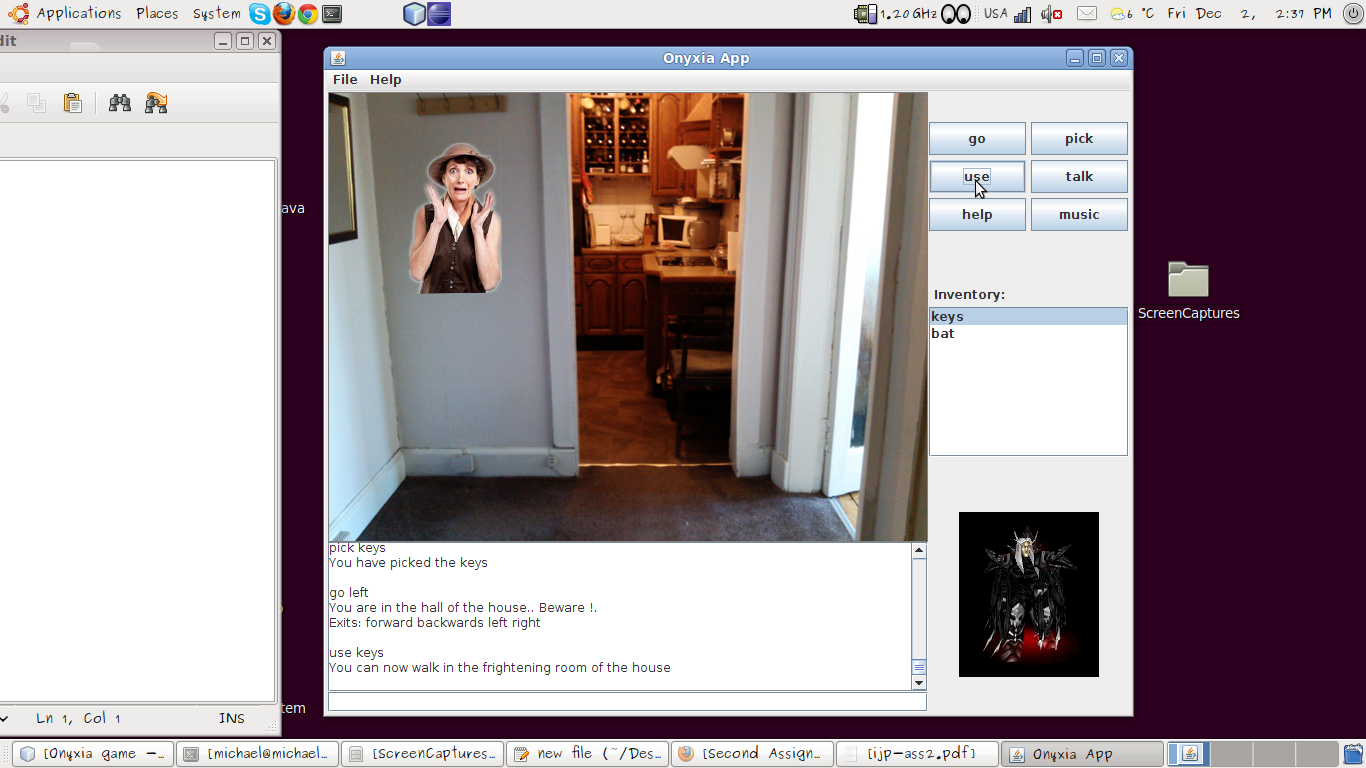 Applications Places System
1.20 GHz USA 6 °C Fri Dec 2, 2:37 PM
dit
Onyxia App
File Help
go pick
use talk
help music
ava
Inventory:
keys
bat
ScreenCaptures
pick keys
You have picked the keys
go left
You are in the hall of the house.. Beware !.
Exits: forward backwards left right
use keys
You can now walk in the frightening room of the house
tem
Ln 1, Col 1 INS
[Onyxia game –... [michael@michael... [ScreenCaptures... new file (~/Des... [Second Assign... [ijp-ass2.pdf] Onyxia App